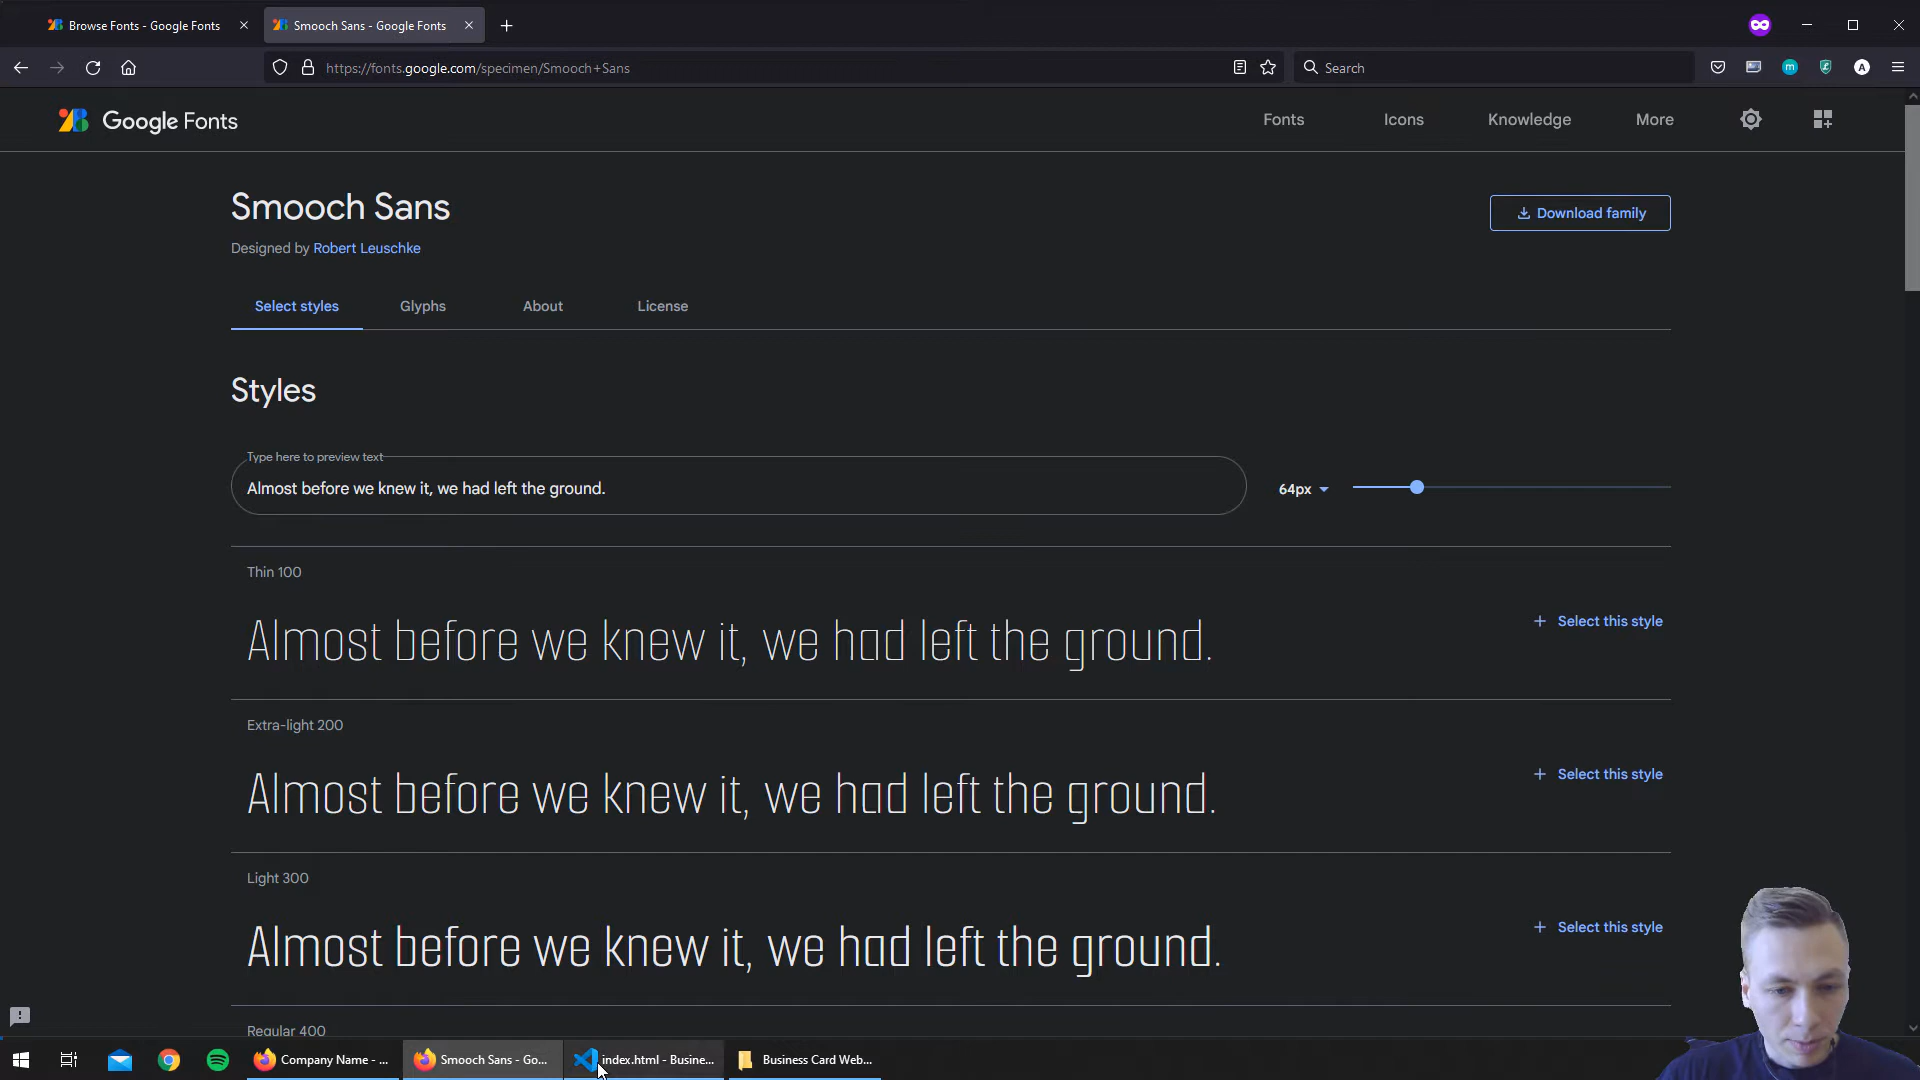 Browse Fonts - Google Fonts
Smooch Sans - Google Fonts
https://fonts.google.com/specimen/Smooch+Sans
Search
m
A
Google Fonts
Fonts
Icons
Knowledge
More
Smooch Sans
Download family
Designed by Robert Leuschke
Select styles
Glyphs
About
License
Styles
Type here to preview text
Almost before we knew it, we had left the ground.
64px
Thin 100
Almost before we knew it, we had left the ground.
Select this style
Extra-light 200
Almost before we knew it, we had left the ground.
Select this style
Light 300
Almost before we knew it, we had left the ground.
Select this style
Regular 400
Company Name - ...
Smooch Sans - Go...
index.html - Busine...
Business Card Web...